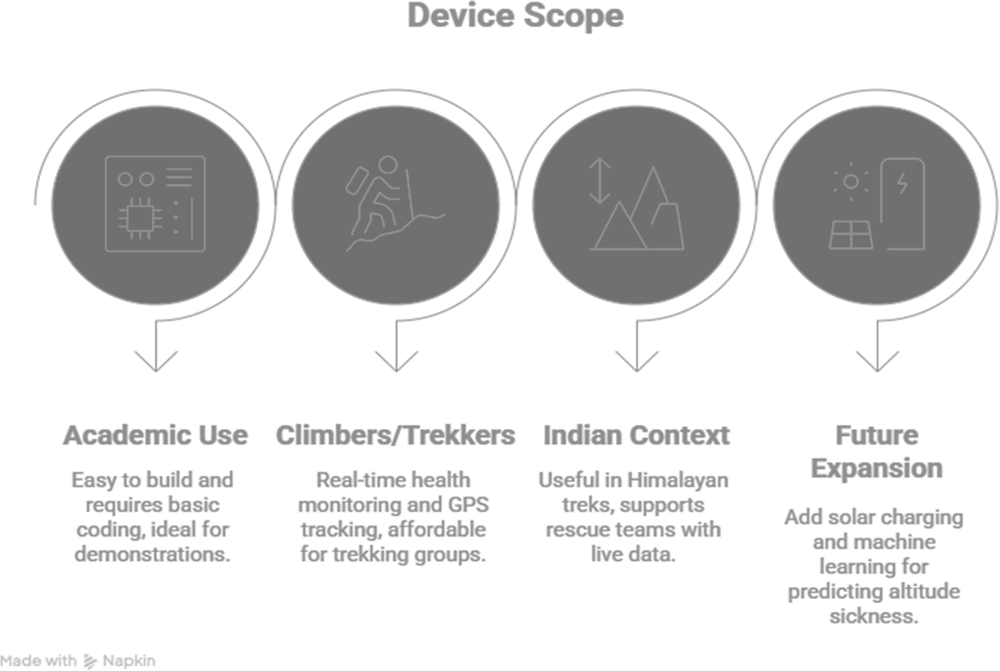 Device Scope
Academic Use
Easy to build and
requires basic
coding, ideal for
demonstrations.
Climbers/Trekkers
Real-time health
monitoring and GPS
tracking, affordable
for trekking groups.
Indian Context
Useful in Himalayan
treks, supports
rescue teams with
live data.
Future
Expansion
Add solar charging
and machine
learning for
predicting altitude
sickness.
Made with Napkin